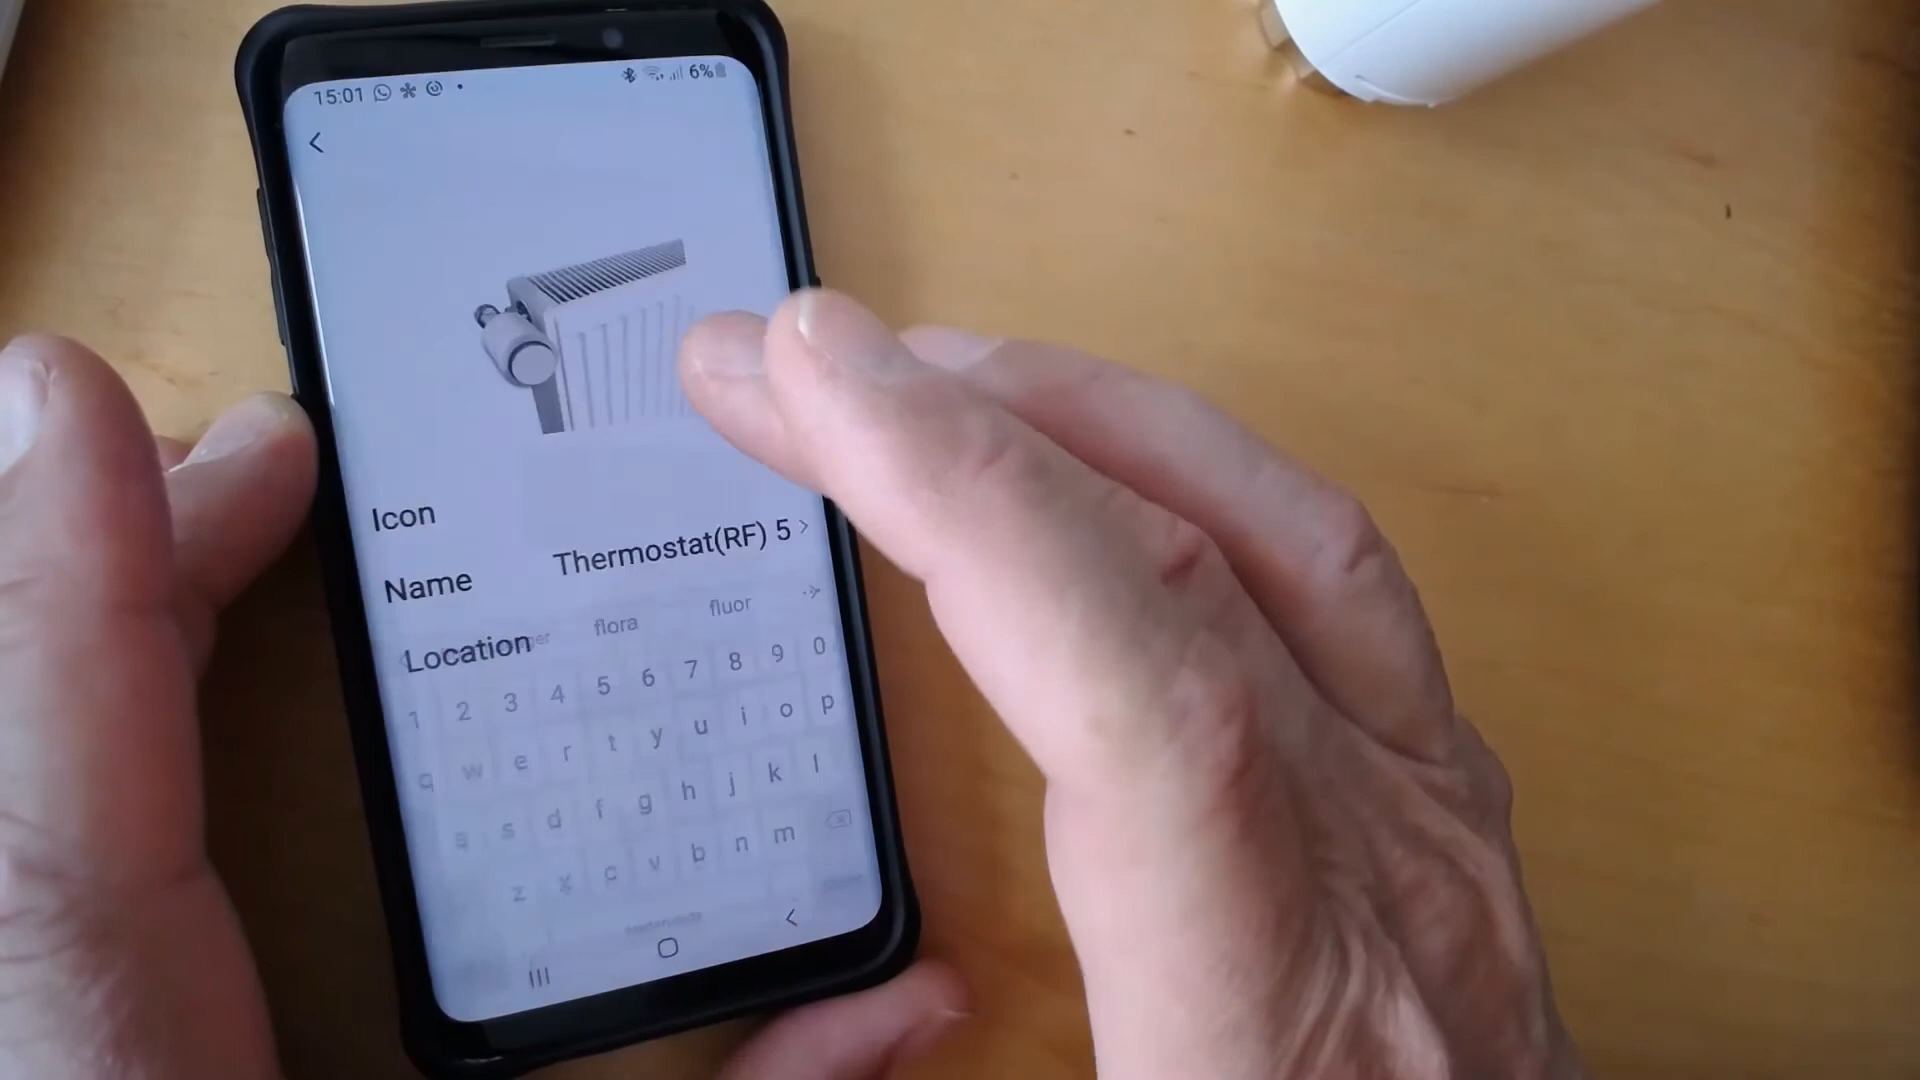 15:01 6%
Icon
Name Thermostat(RF) 5
flora fluor
Location
1 2 3 4 5 6 7 8 9 0
q w e r t y u i o p
a s d f g h j k l
z x c v b n m